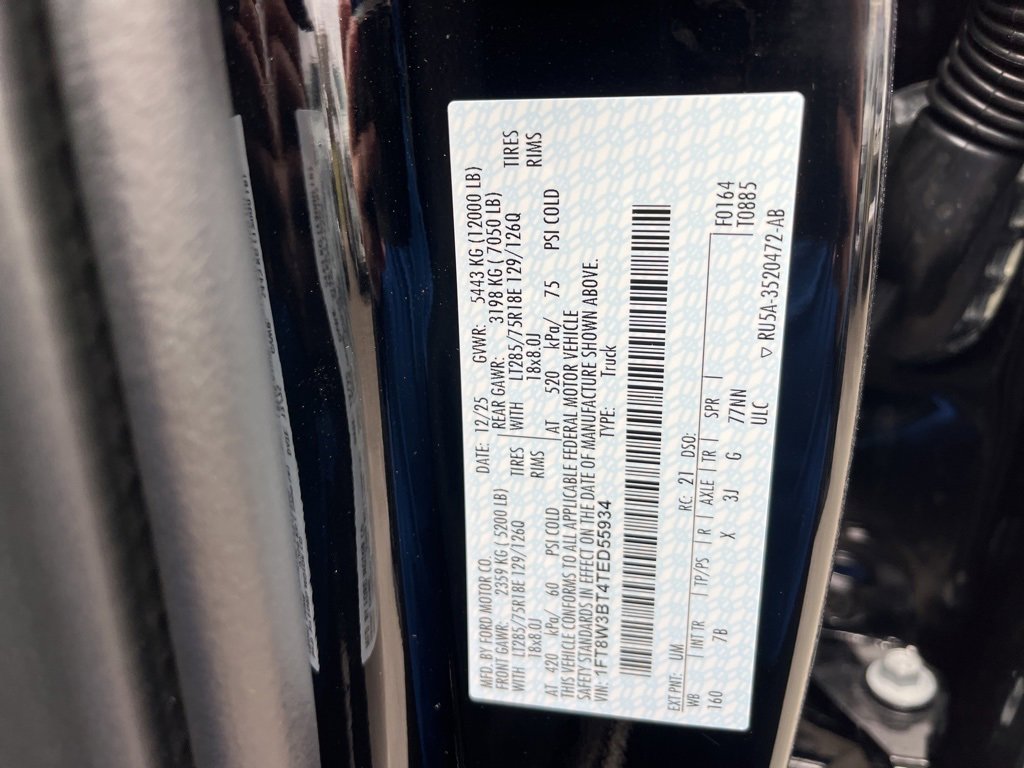 MFD. BY FORD MOTOR CO. DATE: 12/25 GVWR: 5443 KG (12000 LB)
FRONT GAWR: 2359 KG ( 5200 LB) REAR GAWR: 3198 KG ( 7050 LB)
WITH LT285/75R18E 129/126Q TIRES WITH LT285/75R18E 129/126Q TIRES
18x8.0J RIMS 18x8.0J RIMS
AT 420 kPa/ 60 PSI COLD AT 520 kPa/ 75 PSI COLD
THIS VEHICLE CONFORMS TO ALL APPLICABLE FEDERAL MOTOR VEHICLE
SAFETY STANDARDS IN EFFECT ON THE DATE OF MANUFACTURE SHOWN ABOVE.
VIN: 1FT8W3BT4TED55934 TYPE: Truck
EXT PNT: UM RC: 21 DSO:
WB INT TR TP/PS R AXLE TR SPR F0164
160 7B X 3J G 77NN T0885
ULC
▽ RU5A-3520472-AB